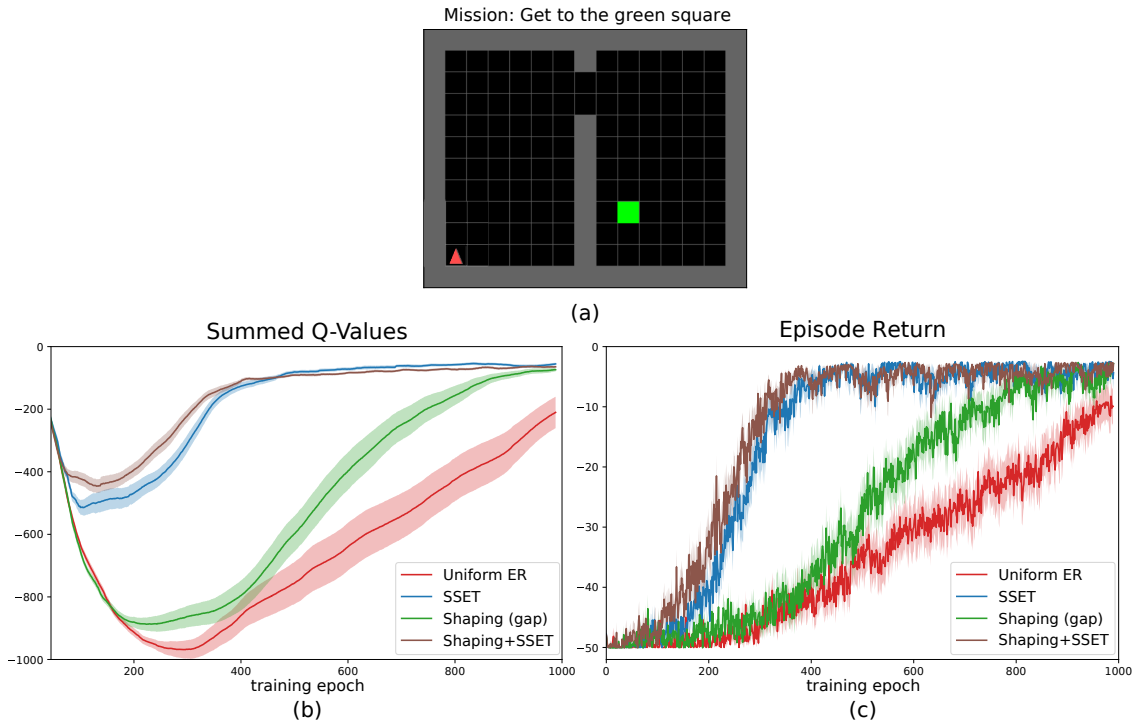 Mission: Get to the green square
(a)
Summed Q-Values
0
−200
−400
−600
−800
−1000
200
400
600
800
1000
training epoch
Uniform ER
SSET
Shaping (gap)
Shaping+SSET
(b)
Episode Return
0
−10
−20
−30
−40
−50
0
200
400
600
800
1000
training epoch
Uniform ER
SSET
Shaping (gap)
Shaping+SSET
(c)